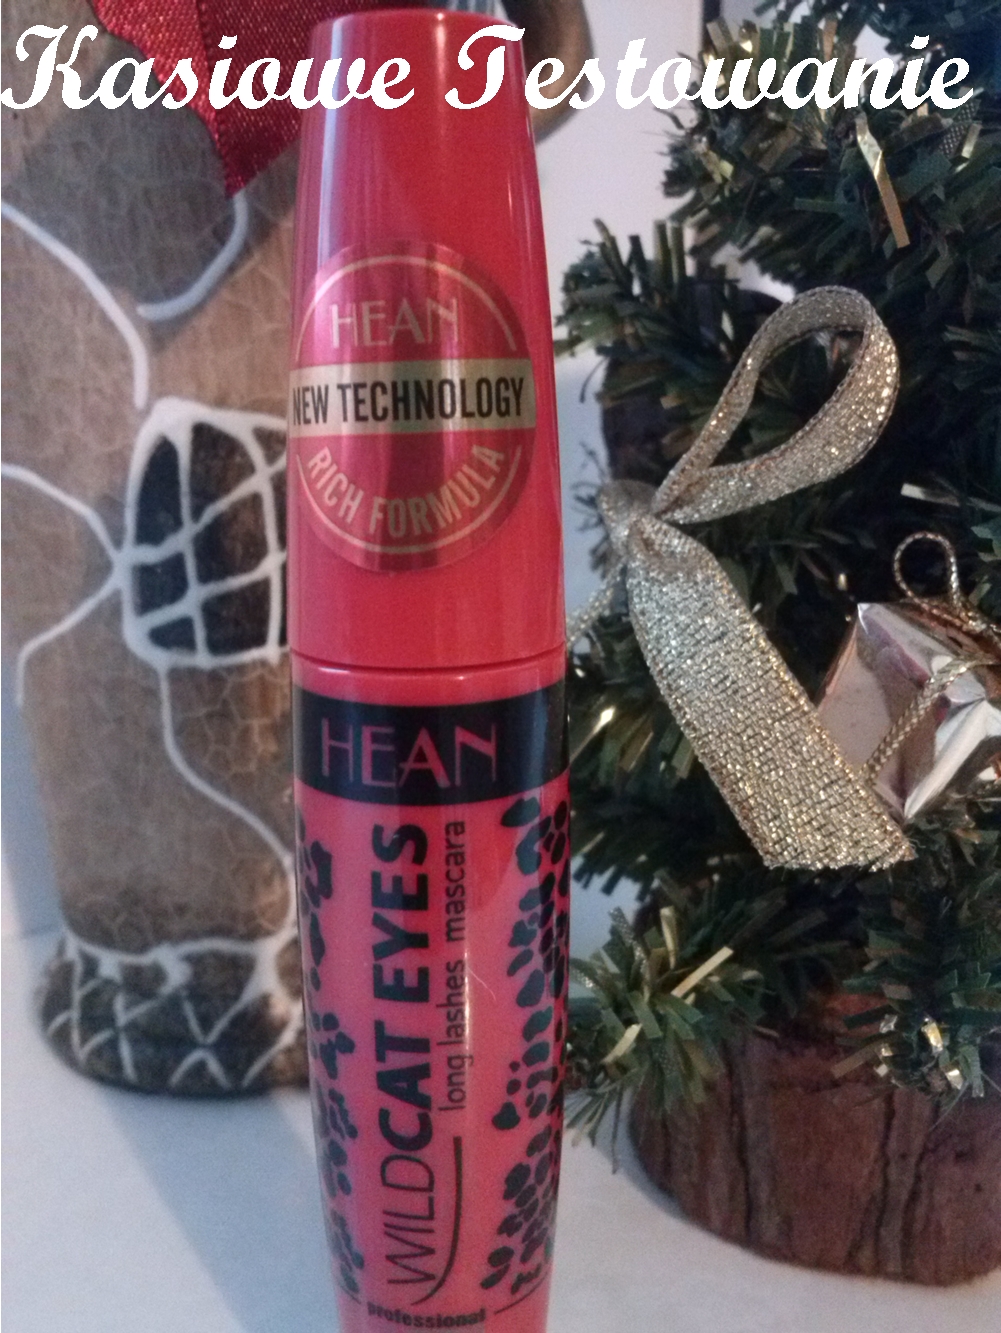 Kasiowe Testowanie
HEAN
NEW TECHNOLOGY
RICH FORMULA
HEAN
WILDCAT EYES
long lashes mascara
professional